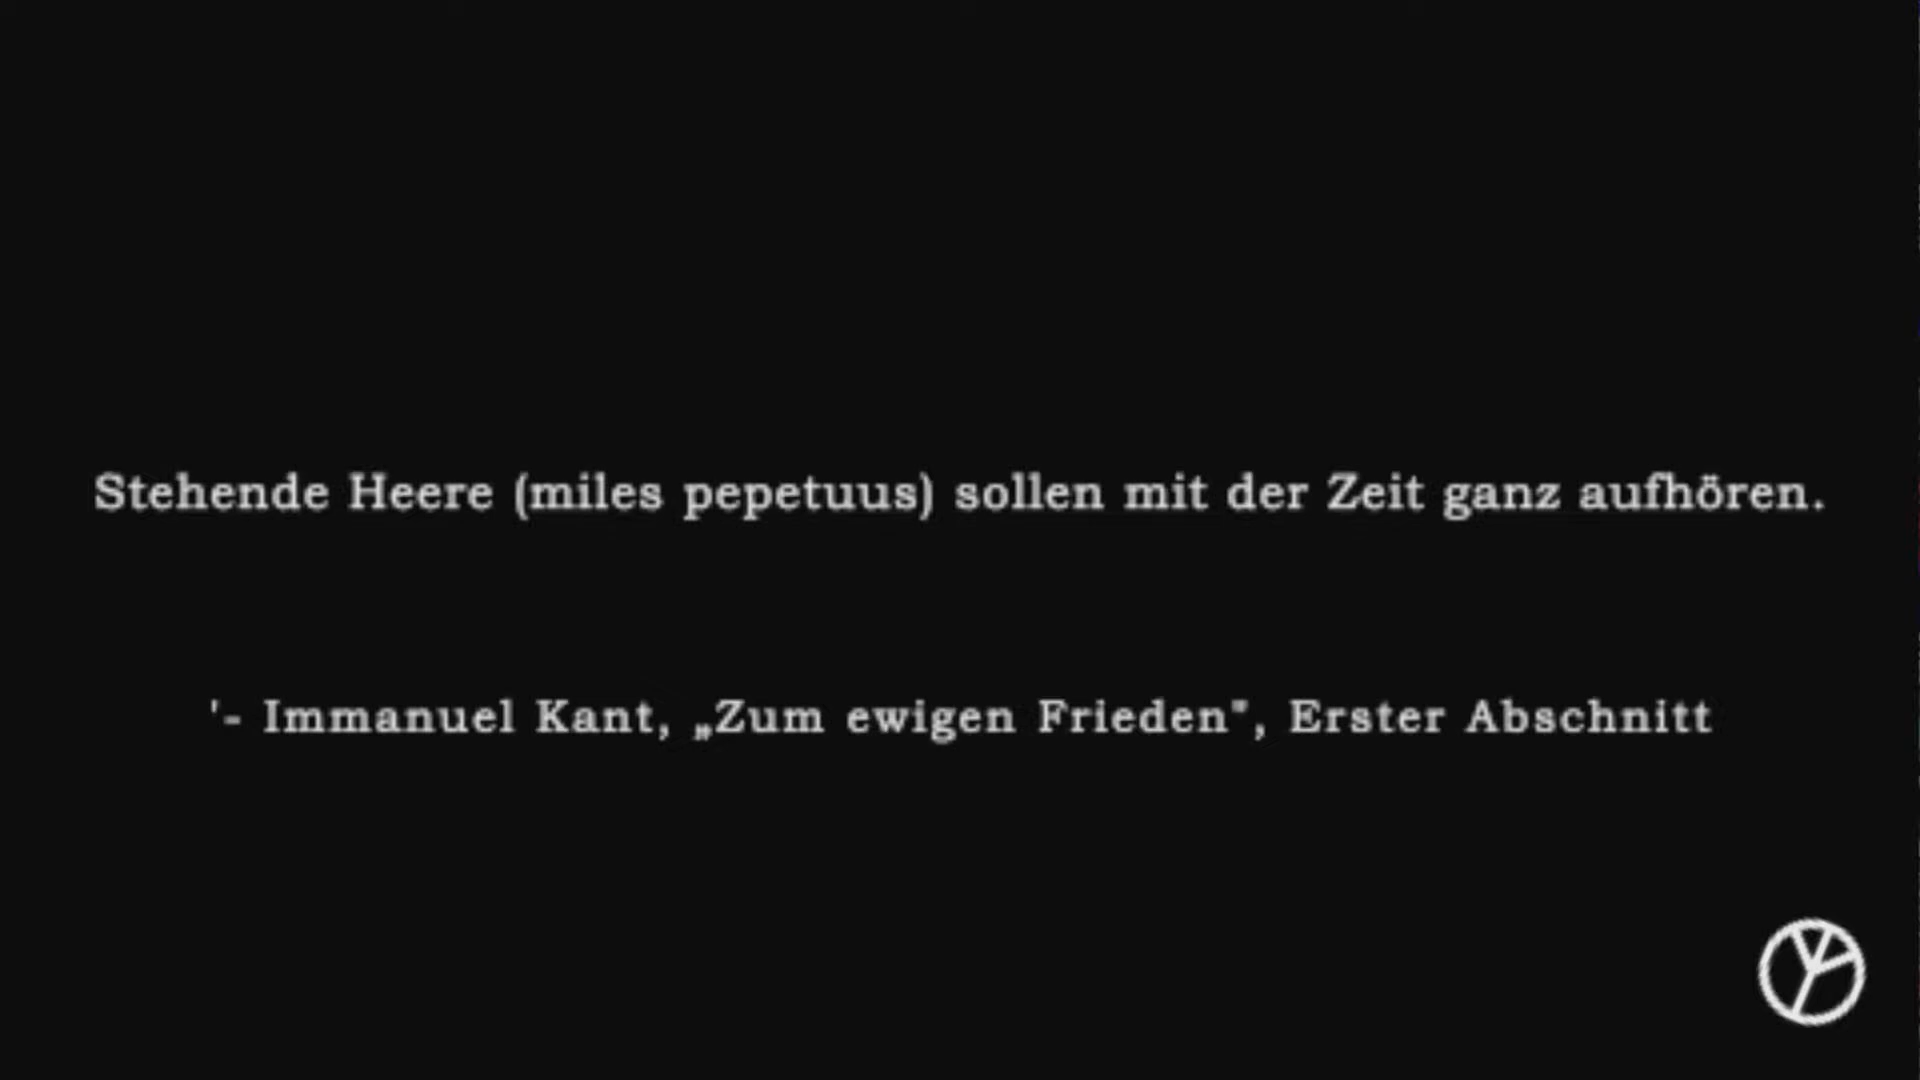 Stehende Heere (miles pepetuus) sollen mit der Zeit ganz aufhören.
'- Immanuel Kant, „Zum ewigen Frieden", Erster Abschnitt